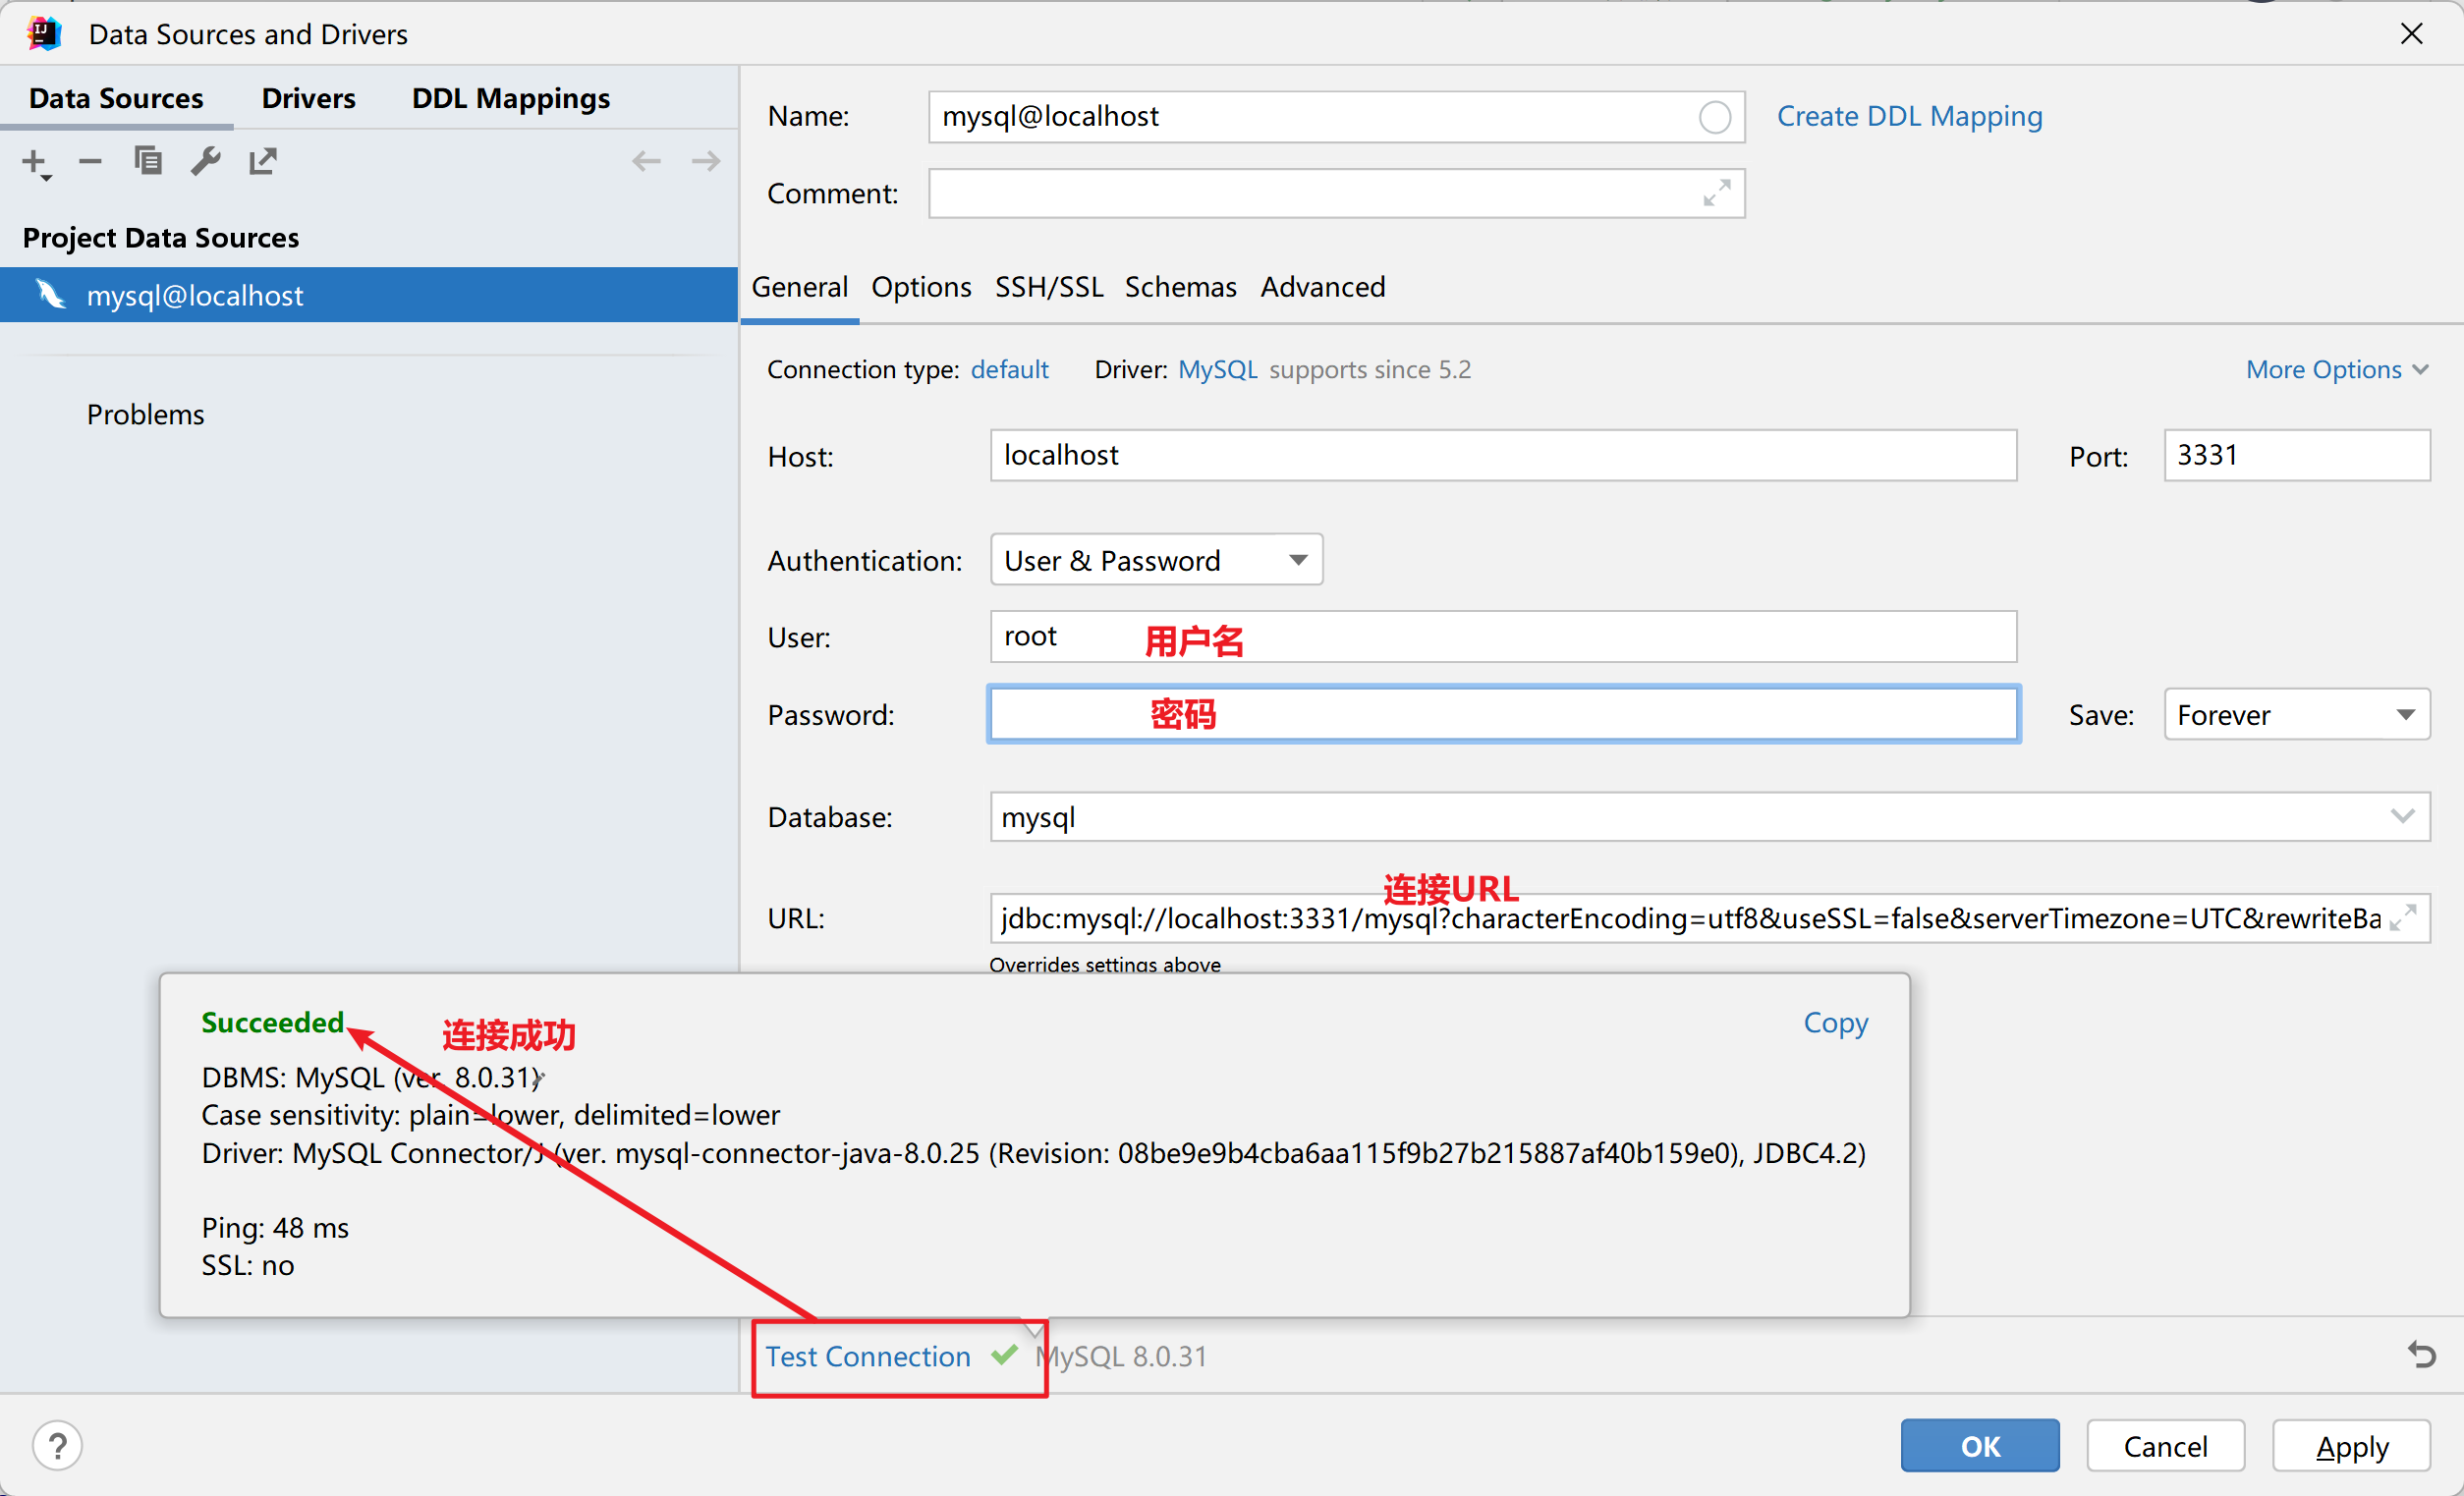 Data Sources and Drivers
Data Sources Drivers DDL Mappings
Project Data Sources
mysql@localhost
Problems
Name: mysql@localhost Create DDL Mapping
Comment:
General Options SSH/SSL Schemas Advanced
Connection type: default Driver: MySQL supports since 5.2 More Options
Host: localhost Port: 3331
Authentication: User & Password
User: root 用户名
Password: 密码 Save: Forever
Database: mysql
连接URL
URL: jdbc:mysql://localhost:3331/mysql?characterEncoding=utf8&useSSL=false&serverTimezone=UTC&rewriteBa
Overrides settings above
Succeeded 连接成功 Copy
DBMS: MySQL (ver. 8.0.31)
Case sensitivity: plain=lower, delimited=lower
Driver: MySQL Connector/J (ver. mysql-connector-java-8.0.25 (Revision: 08be9e9b4cba6aa115f9b27b215887af40b159e0), JDBC4.2)
Ping: 48 ms
SSL: no
Test Connection MySQL 8.0.31
? OK Cancel Apply